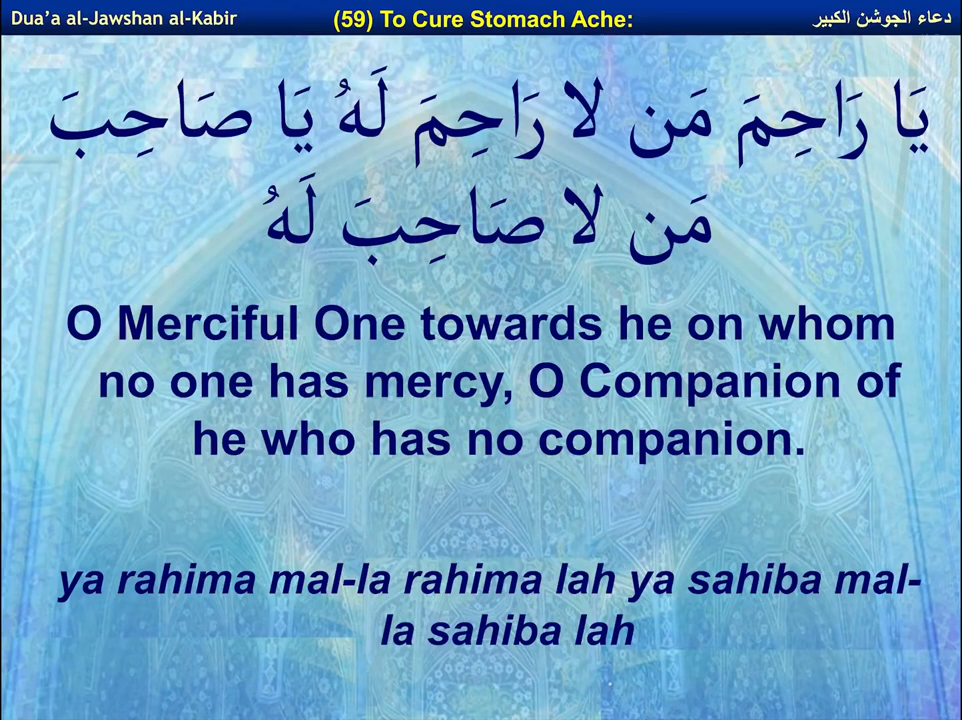 Dua'a al-Jawshan al-Kabir
(59) To Cure Stomach Ache:
دعاء الجوشن الكبير
يَا رَاحِمَ مَن لا رَاحِمَ لَهُ يَا صَاحِبَ
مَن لا صَاحِبَ لَهُ
O Merciful One towards he on whom
no one has mercy, O Companion of
he who has no companion.
ya rahima mal-la rahima lah ya sahiba mal-
la sahiba lah